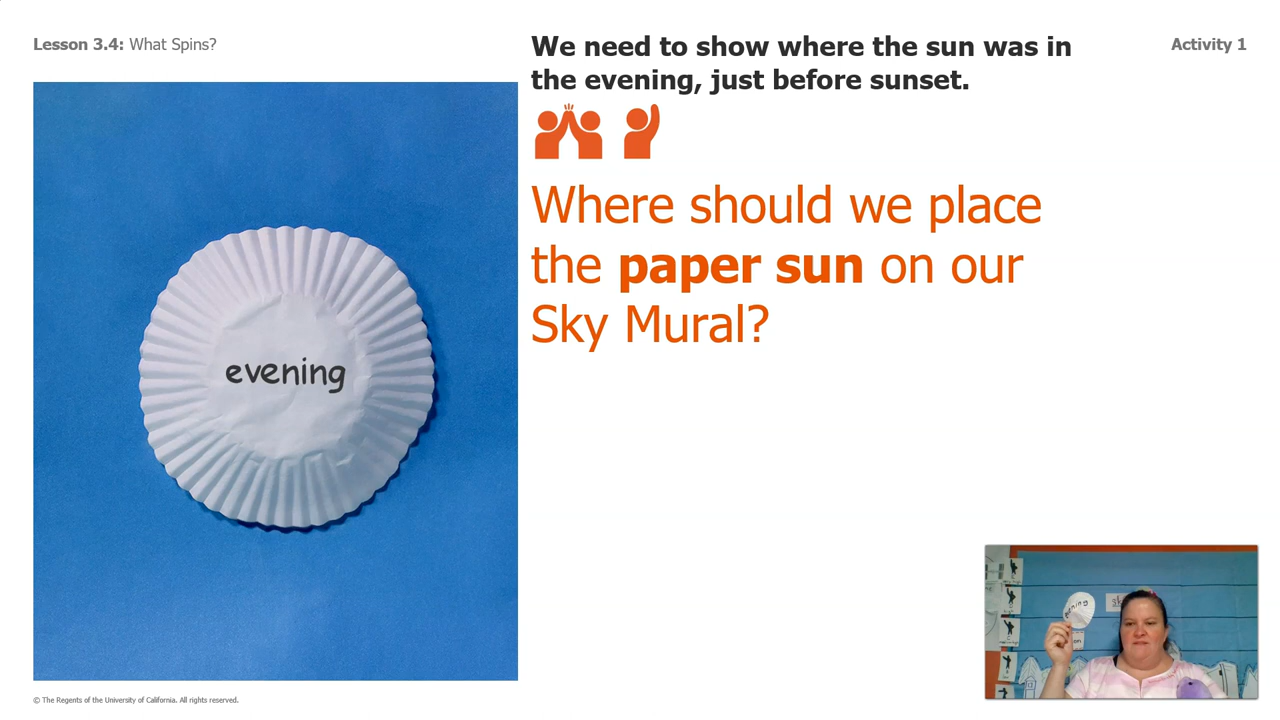 Lesson 3.4: What Spins?
Activity 1
We need to show where the sun was in
the evening, just before sunset.
Where should we place
the paper sun on our
Sky Mural?
evening
evening
© The Regents of the University of California. All rights reserved.